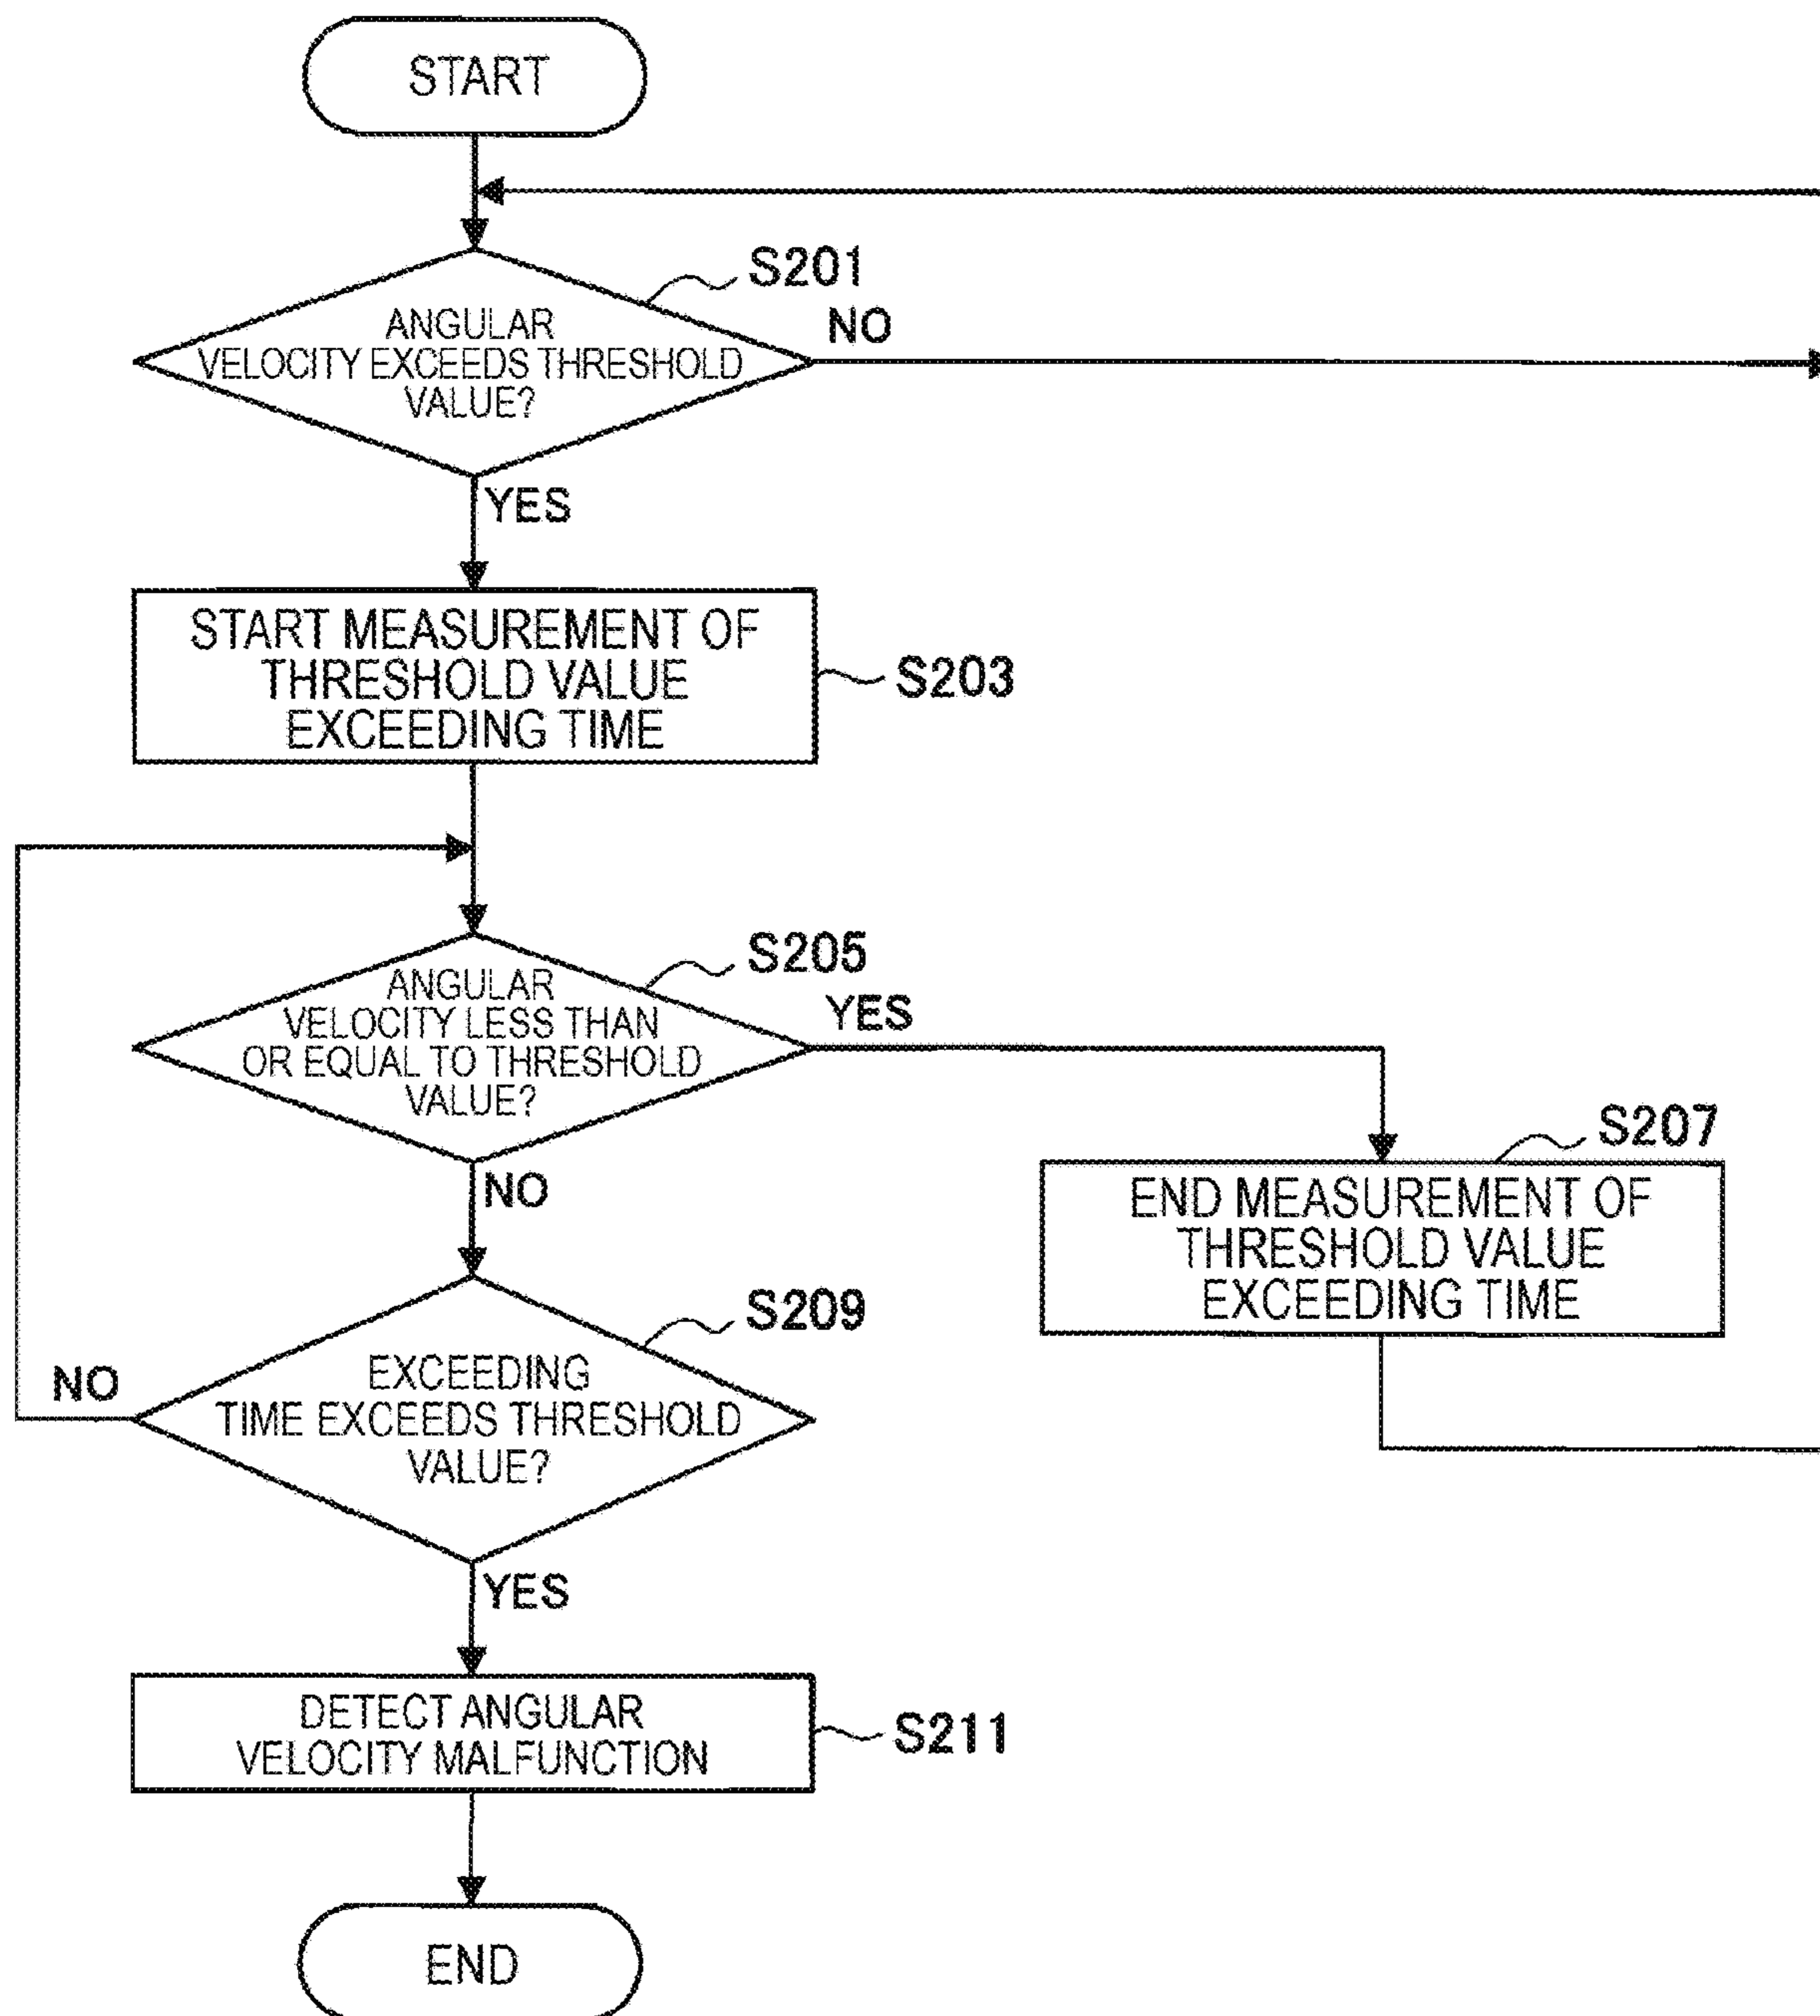 START
S201
ANGULAR
VELOCITY EXCEEDS THRESHOLD
VALUE?
NO
YES
START MEASUREMENT OF
THRESHOLD VALUE
EXCEEDING TIME
S203
S205
ANGULAR
VELOCITY LESS THAN
OR EQUAL TO THRESHOLD
VALUE?
YES
NO
S207
END MEASUREMENT OF
THRESHOLD VALUE
EXCEEDING TIME
S209
EXCEEDING
TIME EXCEEDS THRESHOLD
VALUE?
NO
YES
DETECT ANGULAR
VELOCITY MALFUNCTION
S211
END